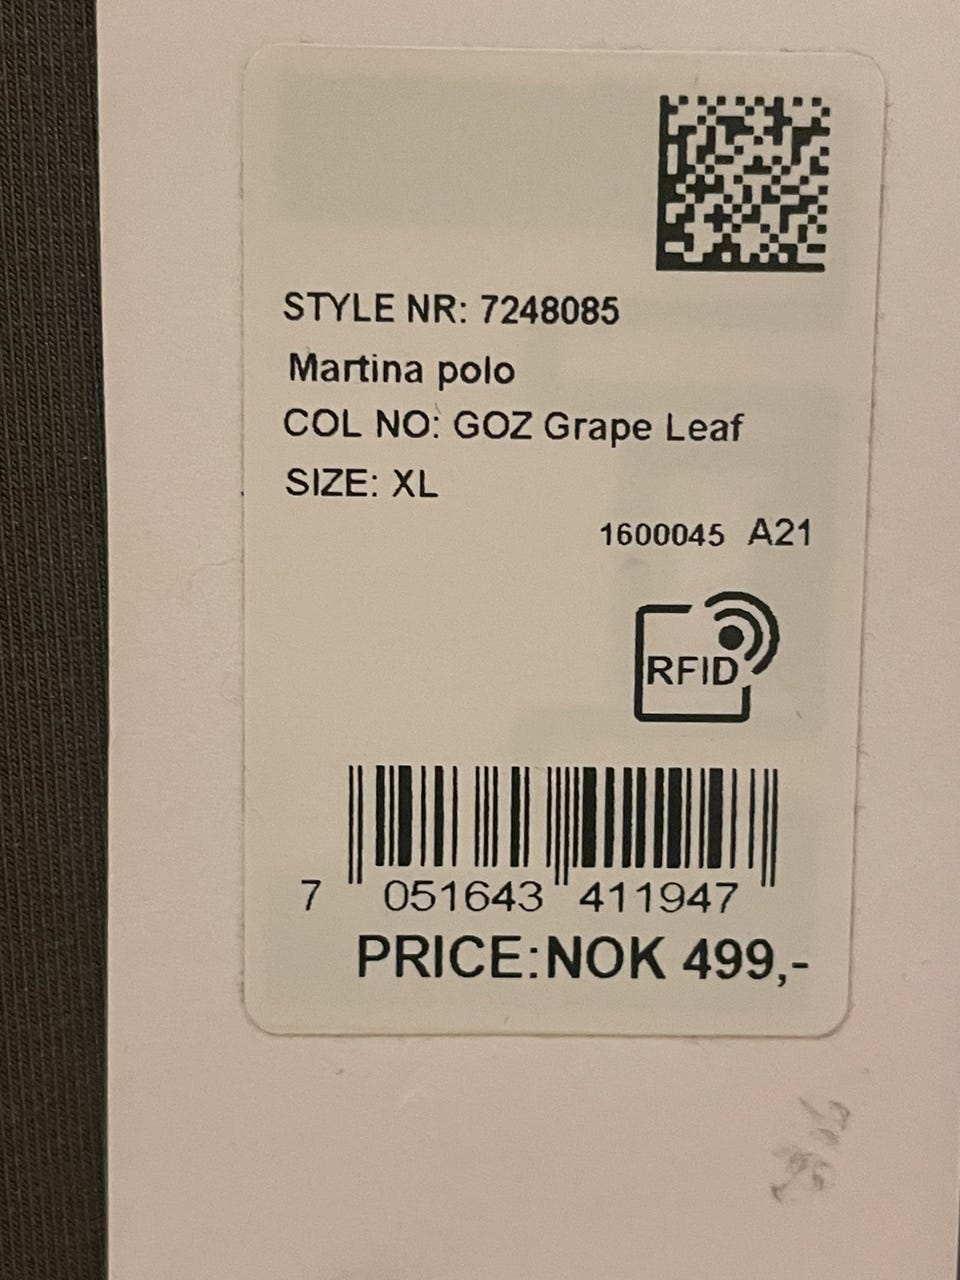 STYLE NR: 7248085
Martina polo
COL NO: GOZ Grape Leaf
SIZE: XL
1600045 A21
RFID
7 051643 411947
PRICE:NOK 499,-